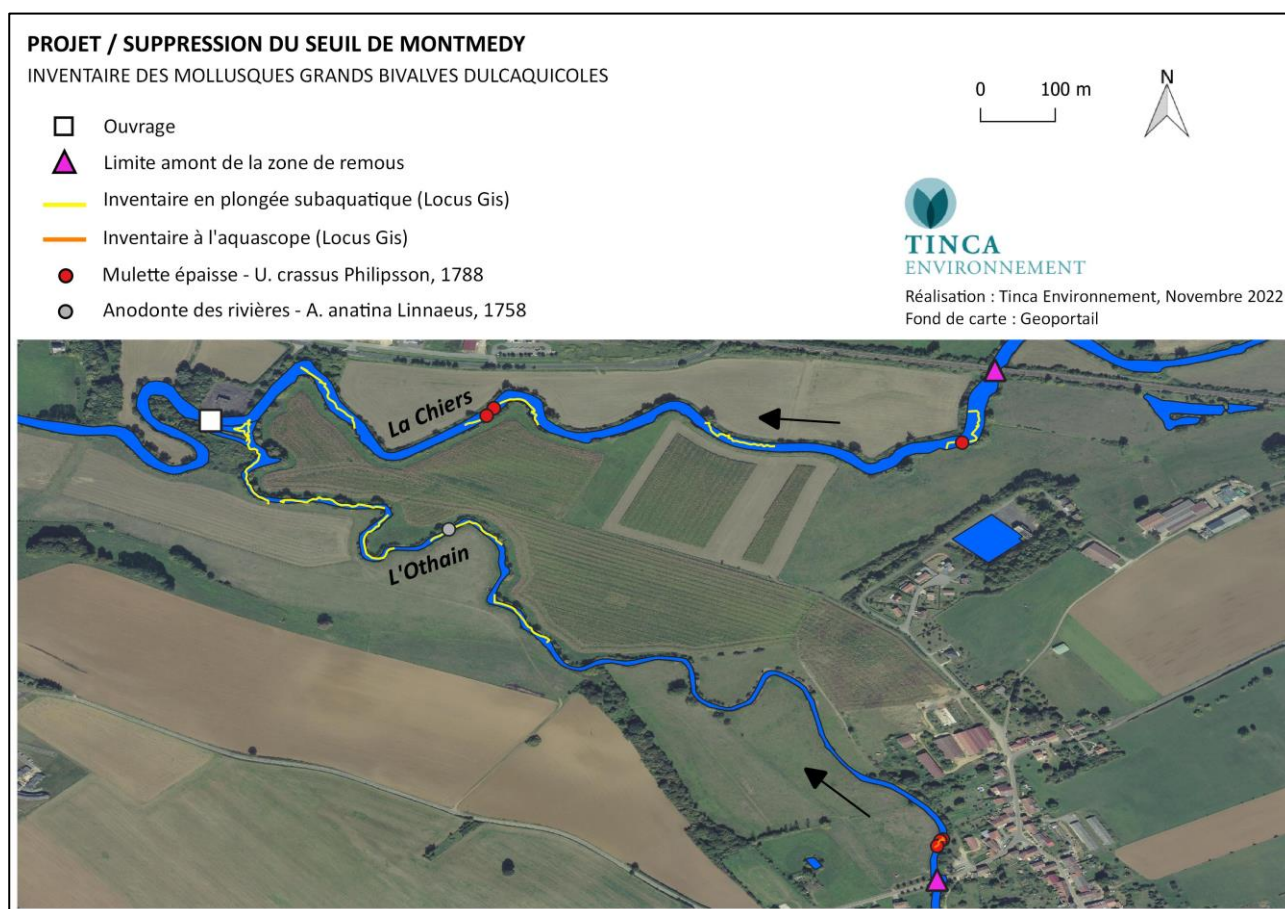 PROJET / SUPPRESSION DU SEUIL DE MONTMEDY
INVENTAIRE DES MOLLUSQUES GRANDS BIVALVES DULCAQUICOLES
Ouvrage
Limite amont de la zone de remous
Inventaire en plongée subaquatique (Locus Gis)
Inventaire à l'aquascope (Locus Gis)
Mulette épaisse - U. crassus Philipsson, 1788
Anodonte des rivières - A. anatina Linnaeus, 1758
0 100 m
N
TINCA
ENVIRONNEMENT
Réalisation : Tinca Environnement, Novembre 2022
Fond de carte : Geoportail
La Chiers
L'Othain